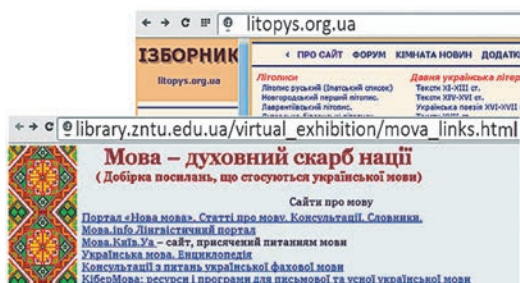 litopys.org.ua
ІЗБОРНИК
‹ ПРО САЙТ ФОРУМ КІМНАТА НОВИН ДОДАТК
litopys.org.ua
Літописи
Давня українська літер
Літопис руський (Іпатський список)
Тексти XI-XIII ст.
Новгородський перший літопис.
Тексти XIV-XVI ст.
Лаврентіївський літопис.
Українська поезія XVI-XVII
library.zntu.edu.ua/virtual_exhibition/mova_links.html
Мова – духовний скарб нації
( Добірка посилань, що стосуються української мови)
Сайти про мову
Портал «Нова мова». Статті про мову. Консультації. Словники.
Мова.info Лінгвістичний портал
Мова.Київ.Уа – сайт, присячений питанням мови
Українська мова. Енциклопедія
Консультації з питань української фахової мови
КіберМова: ресурси і програми для письмової та усної української мови